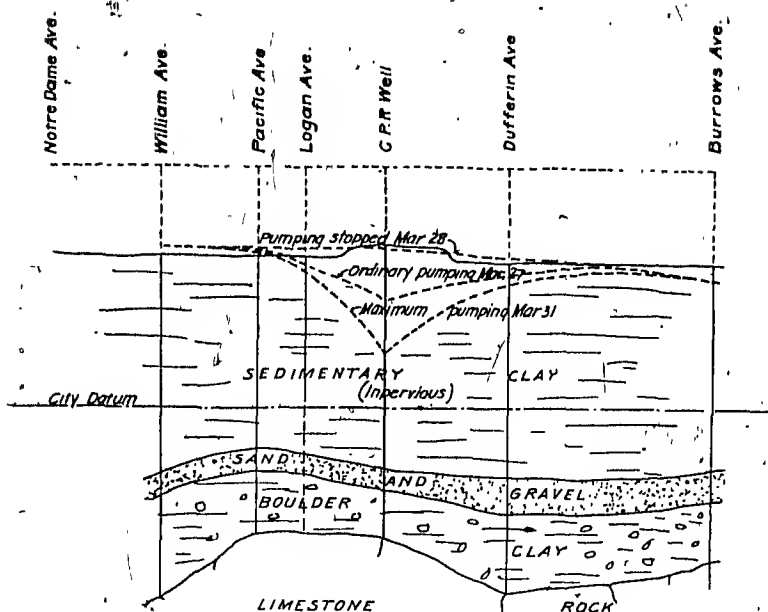 Notre Dame Ave.
William Ave.
Pacific Ave
Logan Ave.
C.P.R Well
Dufferin Ave
Burrows Ave.
Pumping stopped Mar 28
Ordinary pumping Mar. 27
Maximum pumping Mar 31
SEDIMENTARY CLAY
(Inpervious)
City Datum
SAND AND GRAVEL
BOULDER CLAY
LIMESTONE ROCK